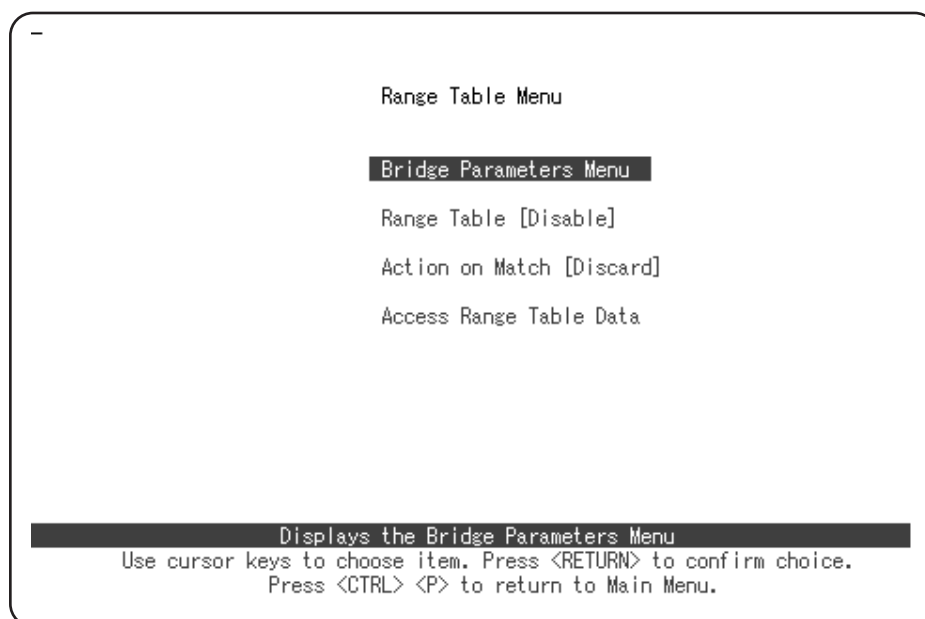 Range Table Menu
Bridge Parameters Menu
Range Table [Disable]
Action on Match [Discard]
Access Range Table Data
Displays the Bridge Parameters Menu
Use cursor keys to choose item. Press <RETURN> to confirm choice.
Press <CTRL> <P> to return to Main Menu.